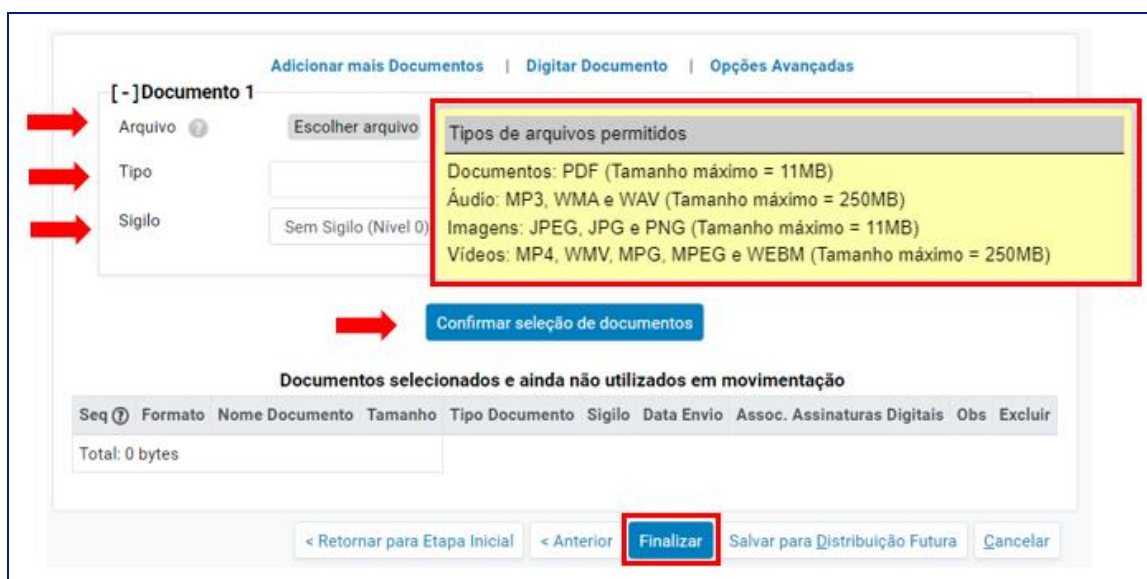 Adicionar mais Documentos | Digitar Documento | Opções Avançadas
[-]Documento 1
Arquivo ? Escolher arquivo
Tipos de arquivos permitidos
Tipo
Documentos: PDF (Tamanho máximo = 11MB)
Áudio: MP3, WMA e WAV (Tamanho máximo = 250MB)
Sigilo Sem Sigilo (Nível 0)
Imagens: JPEG, JPG e PNG (Tamanho máximo = 11MB)
Vídeos: MP4, WMV, MPG, MPEG e WEBM (Tamanho máximo = 250MB)
Confirmar seleção de documentos
Documentos selecionados e ainda não utilizados em movimentação
Seq ? Formato Nome Documento Tamanho Tipo Documento Sigilo Data Envio Assoc. Assinaturas Digitais Obs Excluir
Total: 0 bytes
< Retornar para Etapa Inicial < Anterior Finalizar Salvar para Distribuição Futura Cancelar